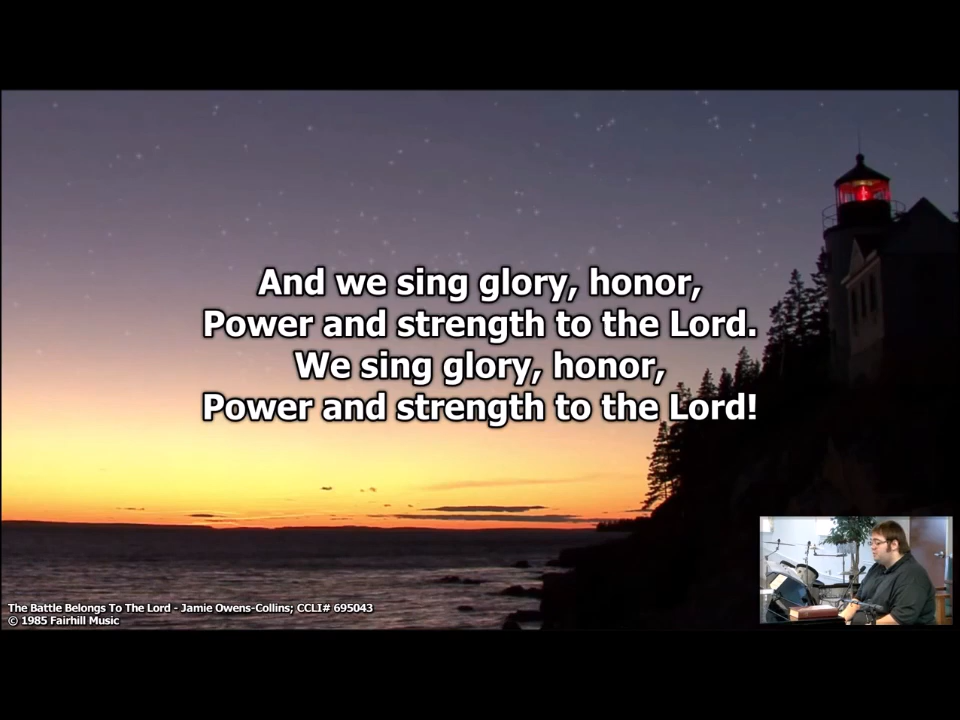 And we sing glory, honor,
Power and strength to the Lord.
We sing glory, honor,
Power and strength to the Lord!
The Battle Belongs To The Lord - Jamie Owens-Collins; CCLI# 695043
© 1985 Fairhill Music